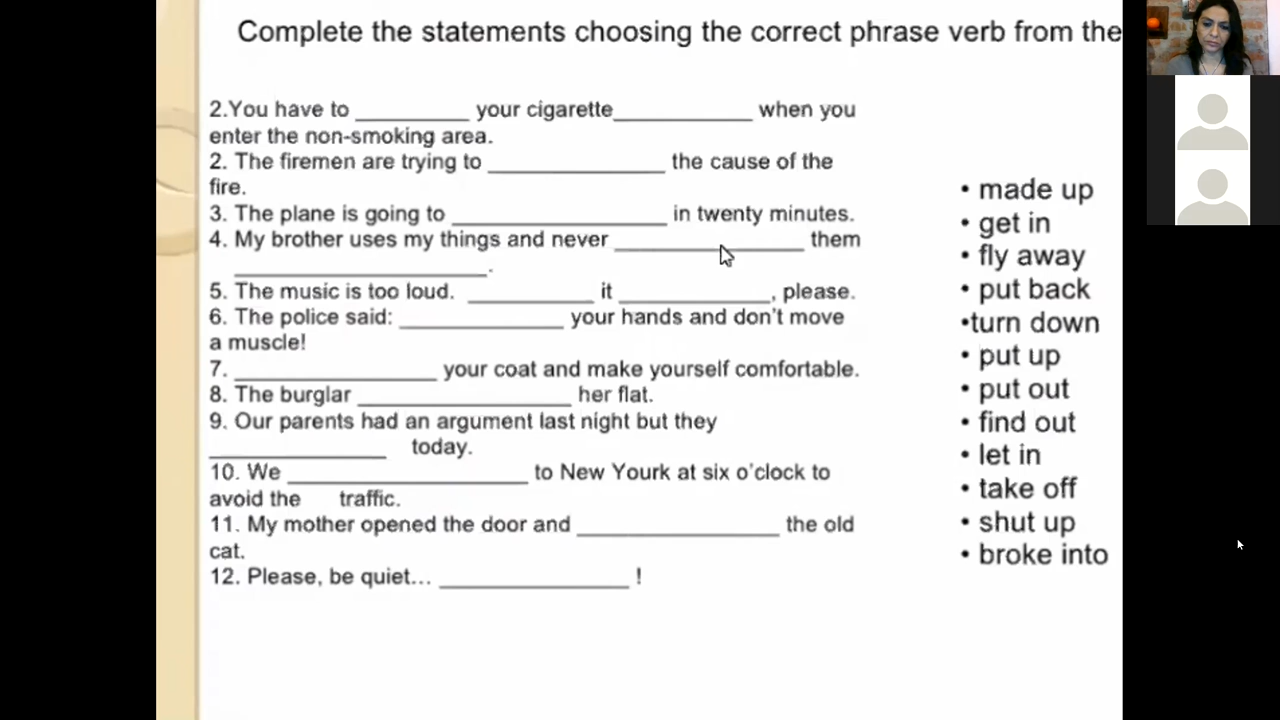 Complete the statements choosing the correct phrase verb from the
2.You have to __________ your cigarette____________ when you
enter the non-smoking area.
2. The firemen are trying to _______________ the cause of the
fire.
3. The plane is going to __________________ in twenty minutes.
4. My brother uses my things and never ________________ them
_____________________.
5. The music is too loud. __________ it _____________, please.
6. The police said: ______________ your hands and don't move
a muscle!
7. _________________ your coat and make yourself comfortable.
8. The burglar __________________ her flat.
9. Our parents had an argument last night but they
_______________ today.
10. We ____________________ to New Yourk at six o'clock to
avoid the traffic.
11. My mother opened the door and _________________ the old
cat.
12. Please, be quiet... ________________ !
• made up
• get in
• fly away
• put back
•turn down
• put up
• put out
• find out
• let in
• take off
• shut up
• broke into